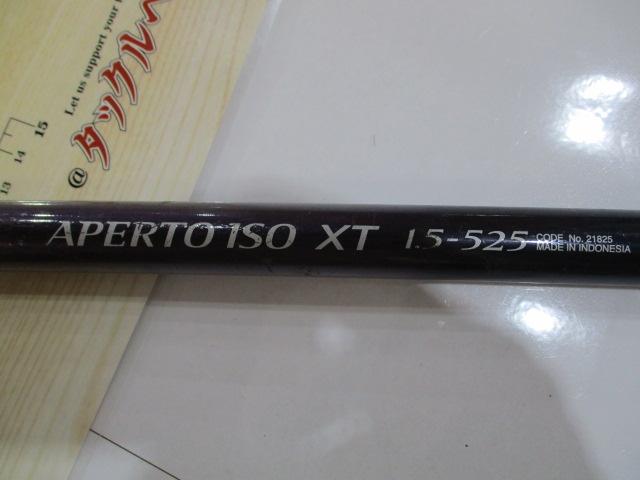 APERTO ISO XT 1.5-525
CODE No. 21825
MADE IN INDONESIA
@タックルベ
Let us support your
15
14
13